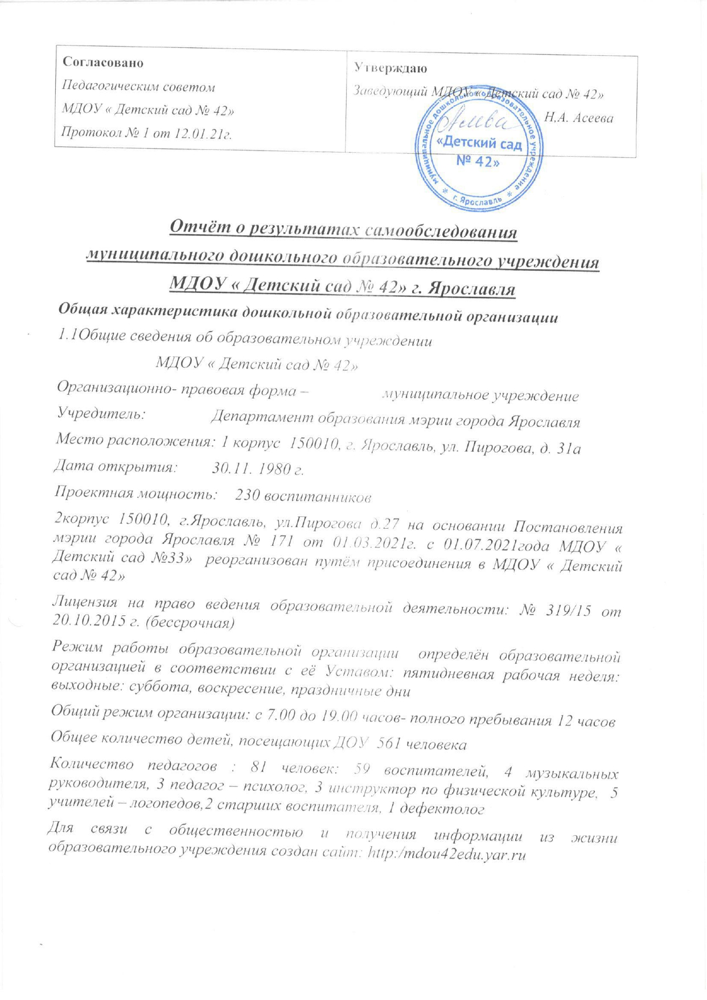 Согласовано
Педагогическим советом
МДОУ « Детский сад № 42»
Протокол № 1 от 12.01.21г.
Утверждаю
Заведующий МДОУ « Детский сад № 42»
Н,А. Асеева
муниципальное дошкольное образовательное учреждение
«Детский сад
№ 42»
* г. Ярославль *
Отчёт о результатах самообследования
муниципального дошкольного образовательного учреждения
МДОУ « Детский сад № 42» г. Ярославля
Общая характеристика дошкольной образовательной организации
1.1Общие сведения об образовательном учреждении
МДОУ « Детский сад № 42»
Организационно- правовая форма – муниципальное учреждение
Учредитель: Департамент образования мэрии города Ярославля
Место расположения: 1 корпус 150010, г. Ярославль, ул. Пирогова, д. 31а
Дата открытия: 30.11. 1980 г.
Проектная мощность: 230 воспитанников
2корпус 150010, г.Ярославль, ул.Пирогова д.27 на основании Постановления
мэрии города Ярославля № 171 от 01.03.2021г. с 01.07.2021года МДОУ «
Детский сад №33» реорганизован путём присоединения в МДОУ « Детский
сад № 42»
Лицензия на право ведения образовательной деятельности: № 319/15 от
20.10.2015 г. (бессрочная)
Режим работы образовательной организации определён образовательной
организацией в соответствии с её Уставом: пятидневная рабочая неделя:
выходные: суббота, воскресение, праздничные дни
Общий режим организации: с 7.00 до 19.00 часов- полного пребывания 12 часов
Общее количество детей, посещающих ДОУ 561 человека
Количество педагогов : 81 человек: 59 воспитателей, 4 музыкальных
руководителя, 3 педагог – психолог, 3 инструктор по физической культуре, 5
учителей – логопедов,2 старших воспитателя, 1 дефектолог
Для связи с общественностью и получения информации из жизни
образовательного учреждения создан сайт: http:/mdou42edu.yar.ru